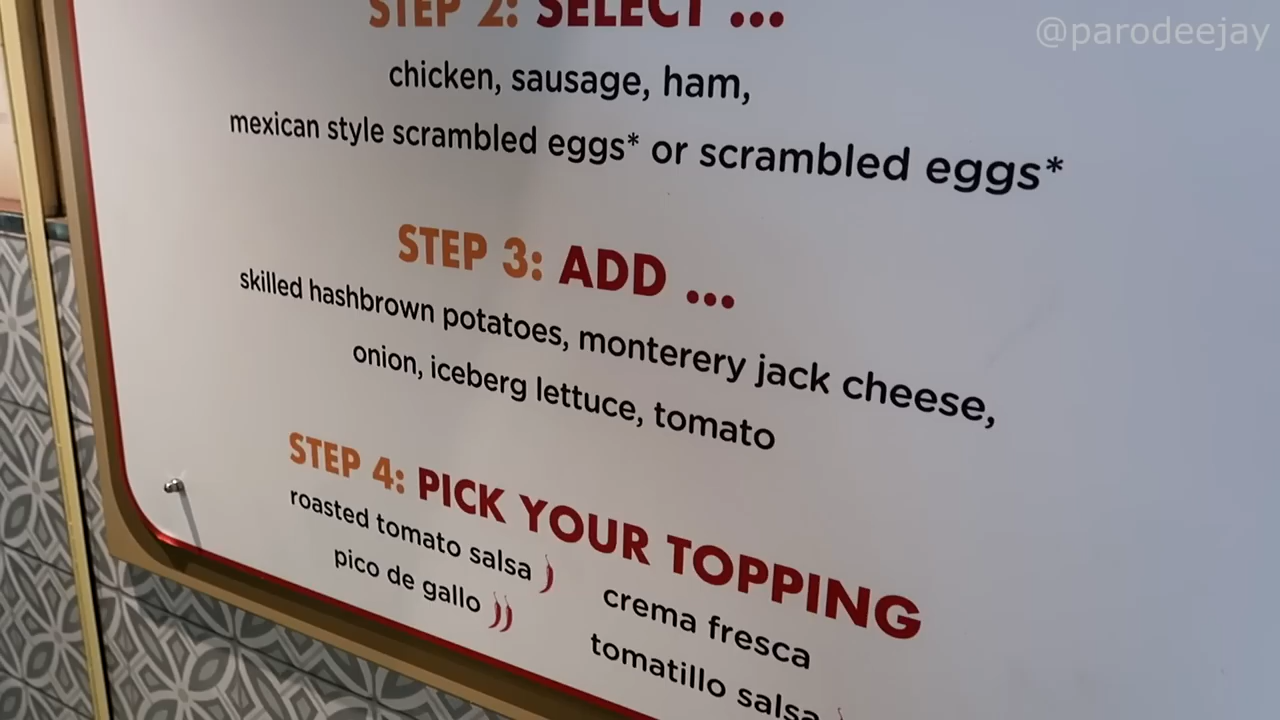 @parodeejay
STEP 2: SELECT ...
chicken, sausage, ham,
mexican style scrambled eggs* or scrambled eggs*
STEP 3: ADD ...
skilled hashbrown potatoes, monterery jack cheese,
onion, iceberg lettuce, tomato
STEP 4: PICK YOUR TOPPING
roasted tomato salsa
pico de gallo
crema fresca
tomatillo salsa